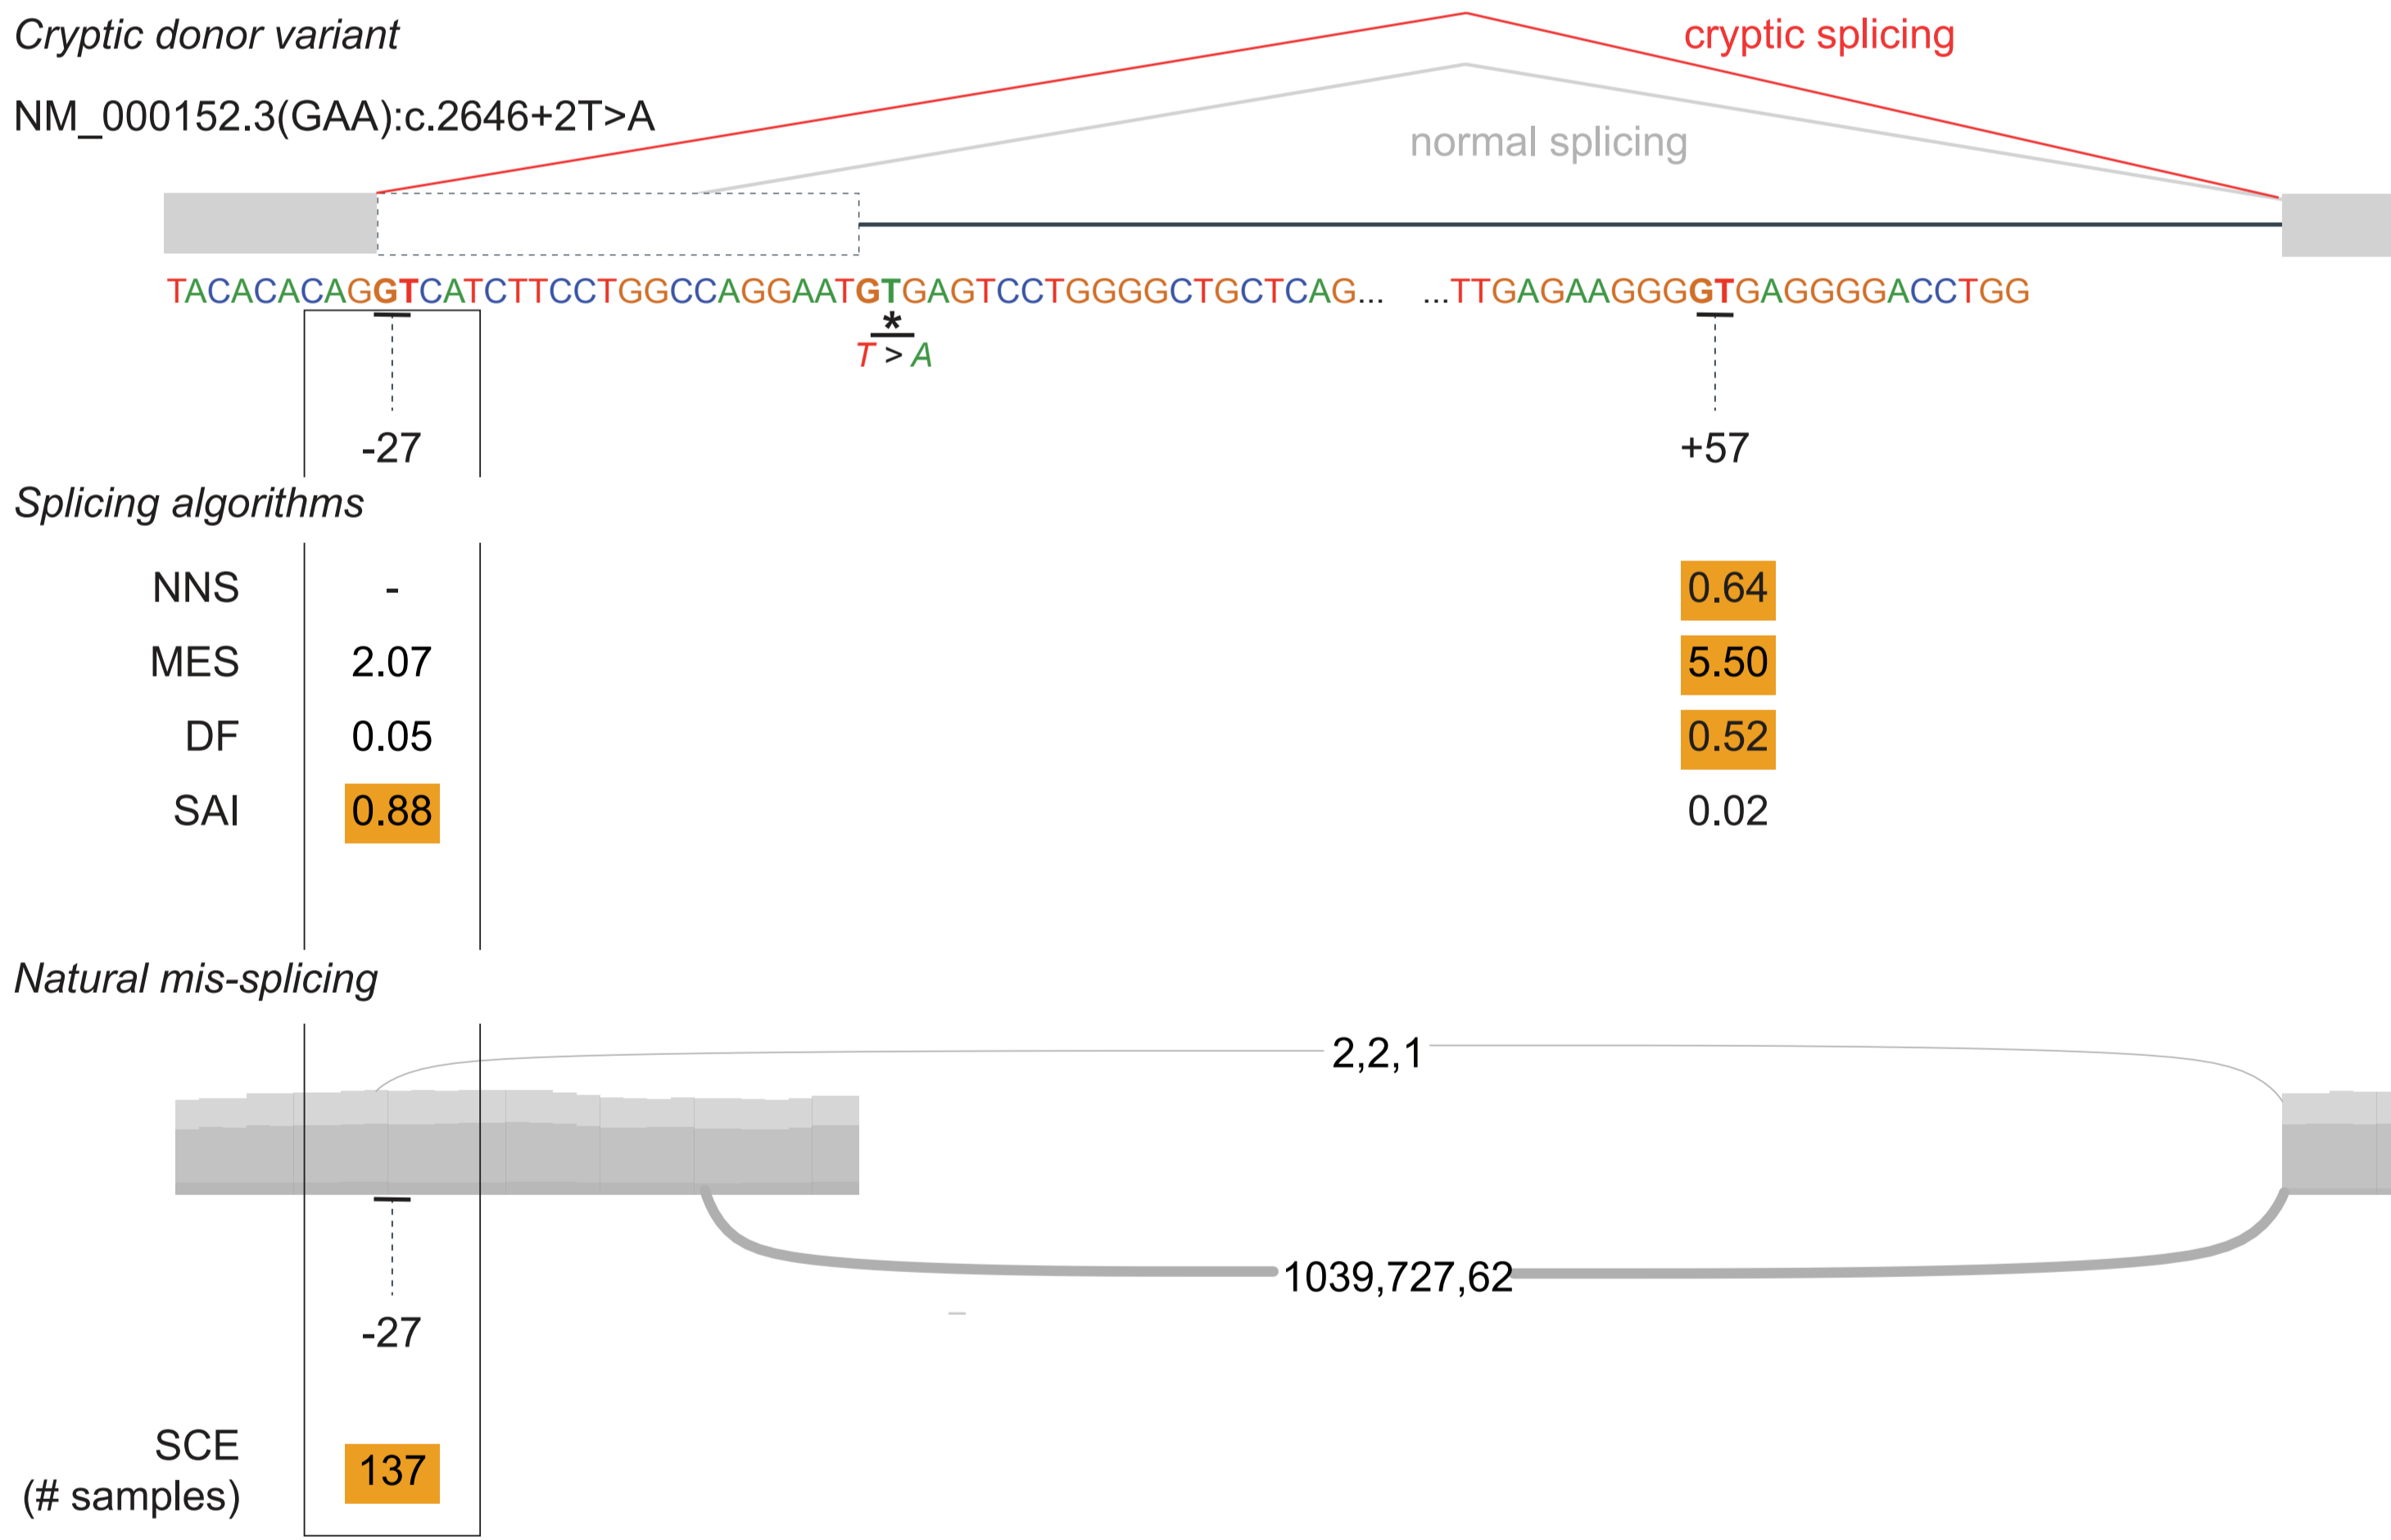 Cryptic donor variant
cryptic splicing
NM_000152.3(GAA):c.2646+2T>A
normal splicing
TACACACAGGTCATCTTCCTGGCCAGGAATGTGAGTCCTGGGGCTGCTCAG... ...TTGAGAAGGGGTGAGGGGACCTGG
*
T > A
-27 +57
Splicing algorithms
NNS - 0.64
MES 2.07 5.50
DF 0.05 0.52
SAI 0.88 0.02
Natural mis-splicing
2,2,1
1039,727,62
-27
SCE
(# samples) 137